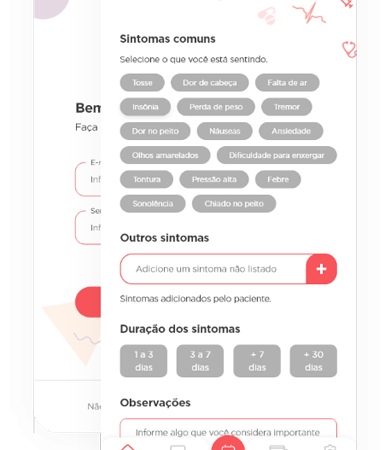 Sintomas comuns
Selecione o que você está sentindo.
Tosse Dor de cabeça Falta de ar
Insônia Perda de peso Tremor
Dor no peito Náuseas Ansiedade
Olhos amarelados Dificuldade para enxergar
Tontura Pressão alta Febre
Sonolência Chiado no peito
Outros sintomas
Adicione um sintoma não listado +
Sintomas adicionados pelo paciente.
Duração dos sintomas
1 a 3 dias 3 a 7 dias + 7 dias + 30 dias
Observações
Informe algo que você considera importante
Bem
Faça
E-m
Inf
Sen
Inf
Nã